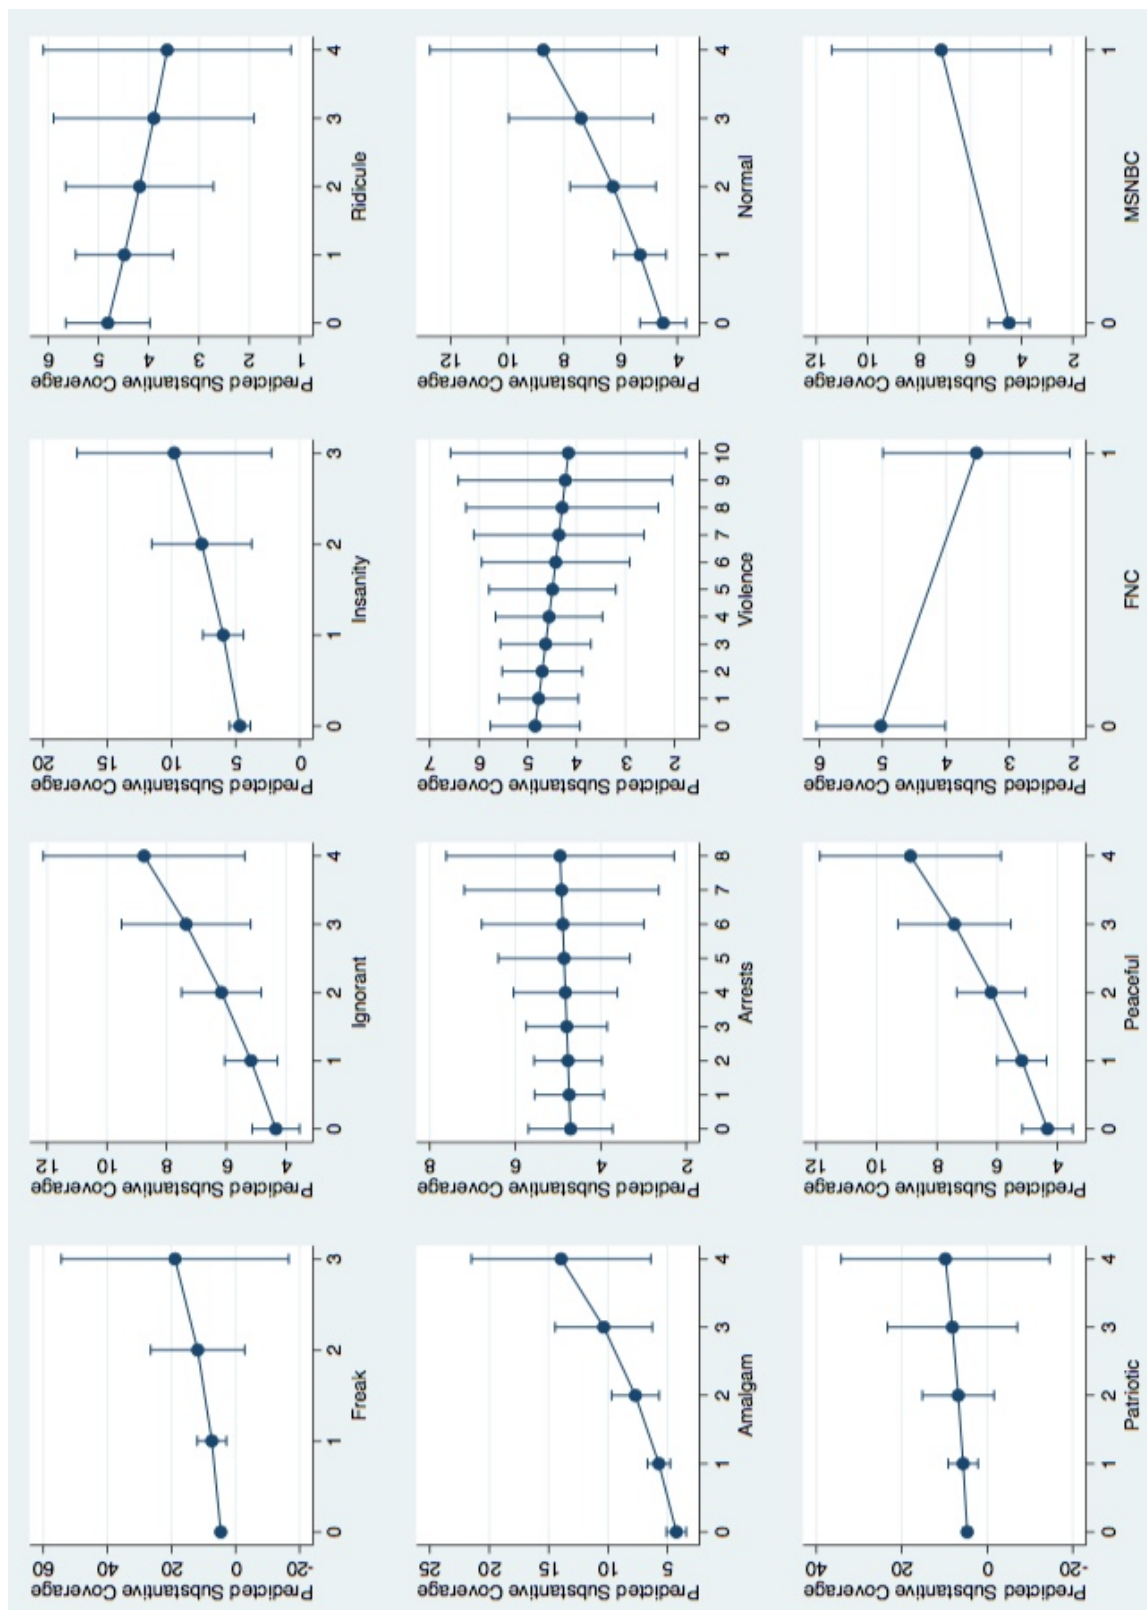 Predicted Substantive Coverage
60
40
20
0
-20
0 1 2 3
Freak
Predicted Substantive Coverage
12
10
8
6
4
0 1 2 3 4
Ignorant
Predicted Substantive Coverage
20
15
10
5
0
0 1 2 3
Insanity
Predicted Substantive Coverage
6
5
4
3
2
1
0 1 2 3 4
Ridicule
Predicted Substantive Coverage
25
20
15
10
5
0 1 2 3 4
Amalgam
Predicted Substantive Coverage
8
6
4
2
0 1 2 3 4 5 6 7 8
Arrests
Predicted Substantive Coverage
7
6
5
4
3
2
0 1 2 3 4 5 6 7 8 9 10
Violence
Predicted Substantive Coverage
12
10
8
6
4
0 1 2 3 4
Normal
Predicted Substantive Coverage
40
20
0
-20
0 1 2 3 4
Patriotic
Predicted Substantive Coverage
12
10
8
6
4
0 1 2 3 4
Peaceful
Predicted Substantive Coverage
6
5
4
3
2
0 1
FNC
Predicted Substantive Coverage
12
10
8
6
4
2
0 1
MSNBC